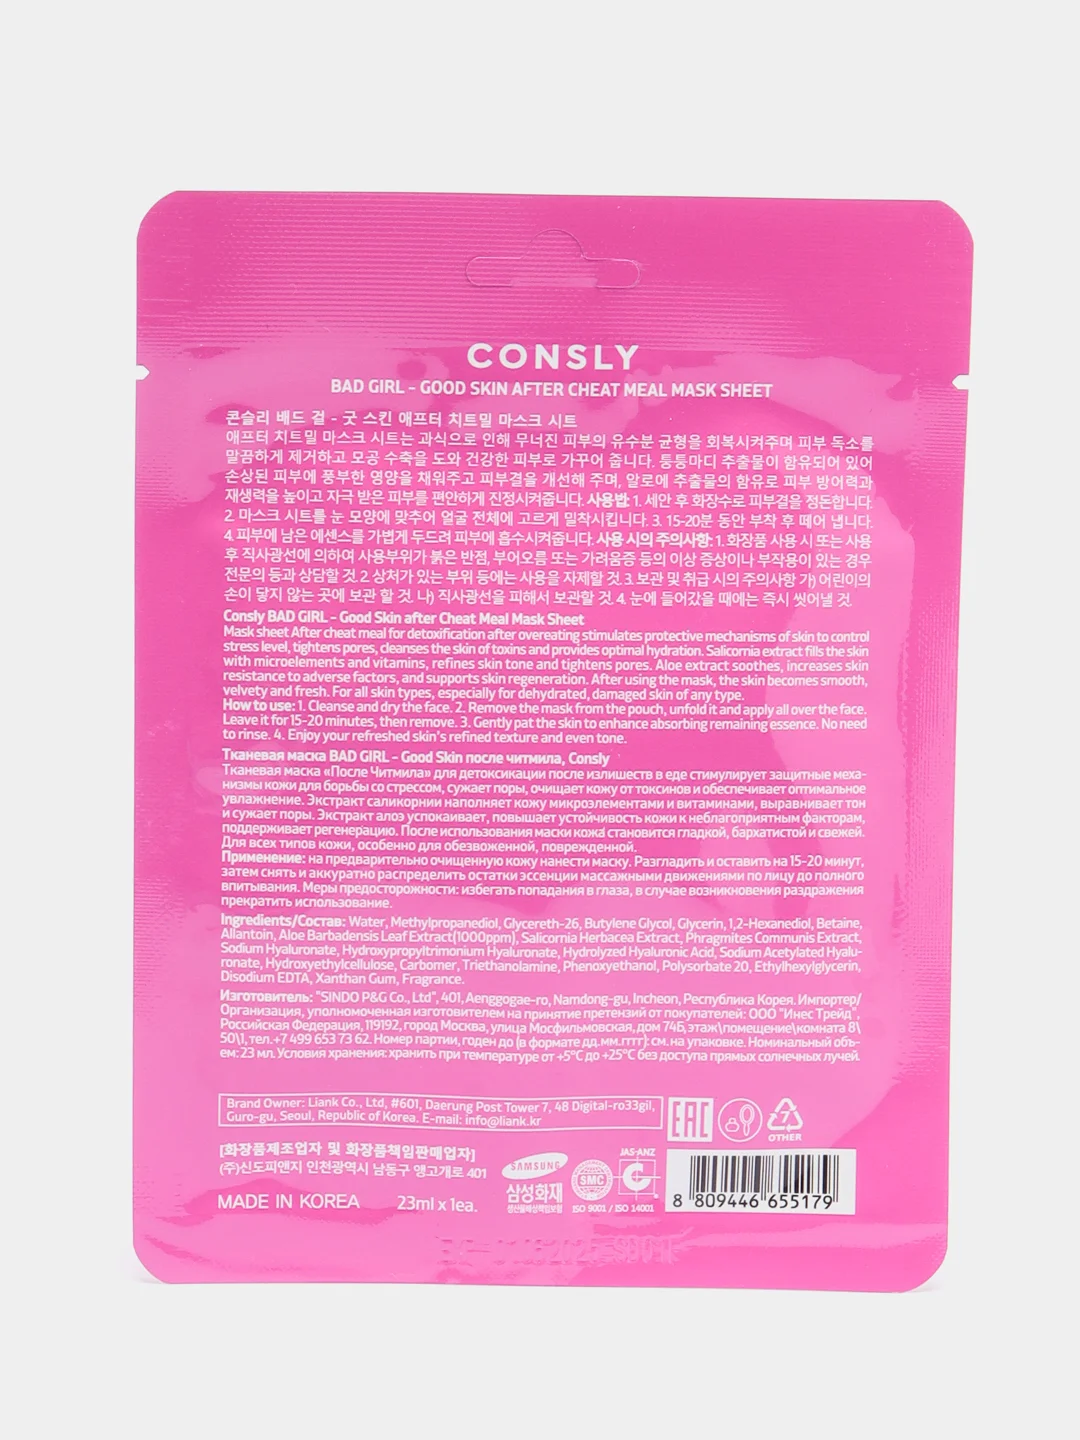 CONSLY
BAD GIRL - GOOD SKIN AFTER CHEAT MEAL MASK SHEET
콘슬리 배드 걸 - 굿 스킨 애프터 치트밀 마스크 시트
애프터 치트밀 마스크 시트는 과식으로 인해 무너진 피부의 유수분 균형을 회복시켜주며 피부 독소를
말끔하게 제거하고 모공 수축을 도와 건강한 피부로 가꾸어 줍니다. 퉁퉁마디 추출물이 함유되어 있어
손상된 피부에 풍부한 영양을 채워주고 피부결을 개선해 주며, 알로에 추출물의 함유로 피부 방어력과
재생력을 높이고 자극 받은 피부를 편안하게 진정시켜줍니다. 사용법: 1. 세안 후 화장수로 피부결을 정돈합니다.
2. 마스크 시트를 눈 모양에 맞추어 얼굴 전체에 고르게 밀착시킵니다. 3. 15-20분 동안 부착 후 떼어 냅니다.
4. 피부에 남은 에센스를 가볍게 두드려 피부에 흡수시켜줍니다. 사용 시의 주의사항: 1. 화장품 사용 시 또는 사용
후 직사광선에 의하여 사용부위가 붉은 반점, 부어오름 또는 가려움증 등의 이상 증상이나 부작용이 있는 경우
전문의 등과 상담할 것. 2. 상처가 있는 부위 등에는 사용을 자제할 것. 3. 보관 및 취급 시의 주의사항 가) 어린이의
손이 닿지 않는 곳에 보관 할 것. 나) 직사광선을 피해서 보관할 것. 4. 눈에 들어갔을 때에는 즉시 씻어낼 것.
Consly BAD GIRL - Good Skin after Cheat Meal Mask Sheet
Mask sheet After cheat meal for detoxification after overeating stimulates protective mechanisms of skin to control
stress level, tightens pores, cleanses the skin of toxins and provides optimal hydration. Salicornia extract fills the skin
with microelements and vitamins, refines skin tone and tightens pores. Aloe extract soothes, increases skin
resistance to adverse factors, and supports skin regeneration. After using the mask, the skin becomes smooth,
velvety and fresh. For all skin types, especially for dehydrated, damaged skin of any type.
How to use: 1. Cleanse and dry the face. 2. Remove the mask from the pouch, unfold it and apply all over the face.
Leave it for 15-20 minutes, then remove. 3. Gently pat the skin to enhance absorbing remaining essence. No need
to rinse. 4. Enjoy your refreshed skin's refined texture and even tone.
Тканевая маска BAD GIRL - Good Skin после читмила, Consly
Тканевая маска «После Читмила» для детоксикации после излишеств в еде стимулирует защитные меха-
низмы кожи для борьбы со стрессом, сужает поры, очищает кожу от токсинов и обеспечивает оптимальное
увлажнение. Экстракт саликорнии наполняет кожу микроэлементами и витаминами, выравнивает тон
и сужает поры. Экстракт алоэ успокаивает, повышает устойчивость кожи к неблагоприятным факторам,
поддерживает регенерацию. После использования маски кожа становится гладкой, бархатистой и свежей.
Для всех типов кожи, особенно для обезвоженной, поврежденной.
Применение: на предварительно очищенную кожу нанести маску. Разгладить и оставить на 15-20 минут,
затем снять и аккуратно распределить остатки эссенции массажными движениями по лицу до полного
впитывания. Меры предосторожности: избегать попадания в глаза, в случае возникновения раздражения
прекратить использование.
Ingredients/Состав: Water, Methylpropanediol, Glycereth-26, Butylene Glycol, Glycerin, 1,2-Hexanediol, Betaine,
Allantoin, Aloe Barbadensis Leaf Extract(1000ppm), Salicornia Herbacea Extract, Phragmites Communis Extract,
Sodium Hyaluronate, Hydroxypropyltrimonium Hyaluronate, Hydrolyzed Hyaluronic Acid, Sodium Acetylated Hyalu-
ronate, Hydroxyethylcellulose, Carbomer, Triethanolamine, Phenoxyethanol, Polysorbate 20, Ethylhexylglycerin,
Disodium EDTA, Xanthan Gum, Fragrance.
Изготовитель: "SINDO P&G Co., Ltd", 401, Aenggogae-ro, Namdong-gu, Incheon, Республика Корея. Импортер/
Организация, уполномоченная изготовителем на принятие претензий от покупателей: ООО "Инес Трейд",
Российская Федерация, 119192, город Москва, улица Мосфильмовская, дом 74Б, этаж\помещение\комната 8\
50\1, тел.+7 499 653 73 62. Номер партии, годен до (в формате дд.мм.гггг): см. на упаковке. Номинальный объ-
ем: 23 мл. Условия хранения: хранить при температуре от +5°C до +25°C без доступа прямых солнечных лучей.
Brand Owner: Liank Co., Ltd, #601, Daerung Post Tower 7, 48 Digital-ro33gil,
Guro-gu, Seoul, Republic of Korea. E-mail: info@liank.kr
EAC
7
OTHER
[화장품제조업자 및 화장품책임판매업자]
(주)신도피앤지 인천광역시 남동구 앵고개로 401
MADE IN KOREA 23ml x 1ea.
SAMSUNG
삼성화재
생산물배상책임보험
SMC
JAS-ANZ
ISO 9001 / ISO 14001
8 809446 655179